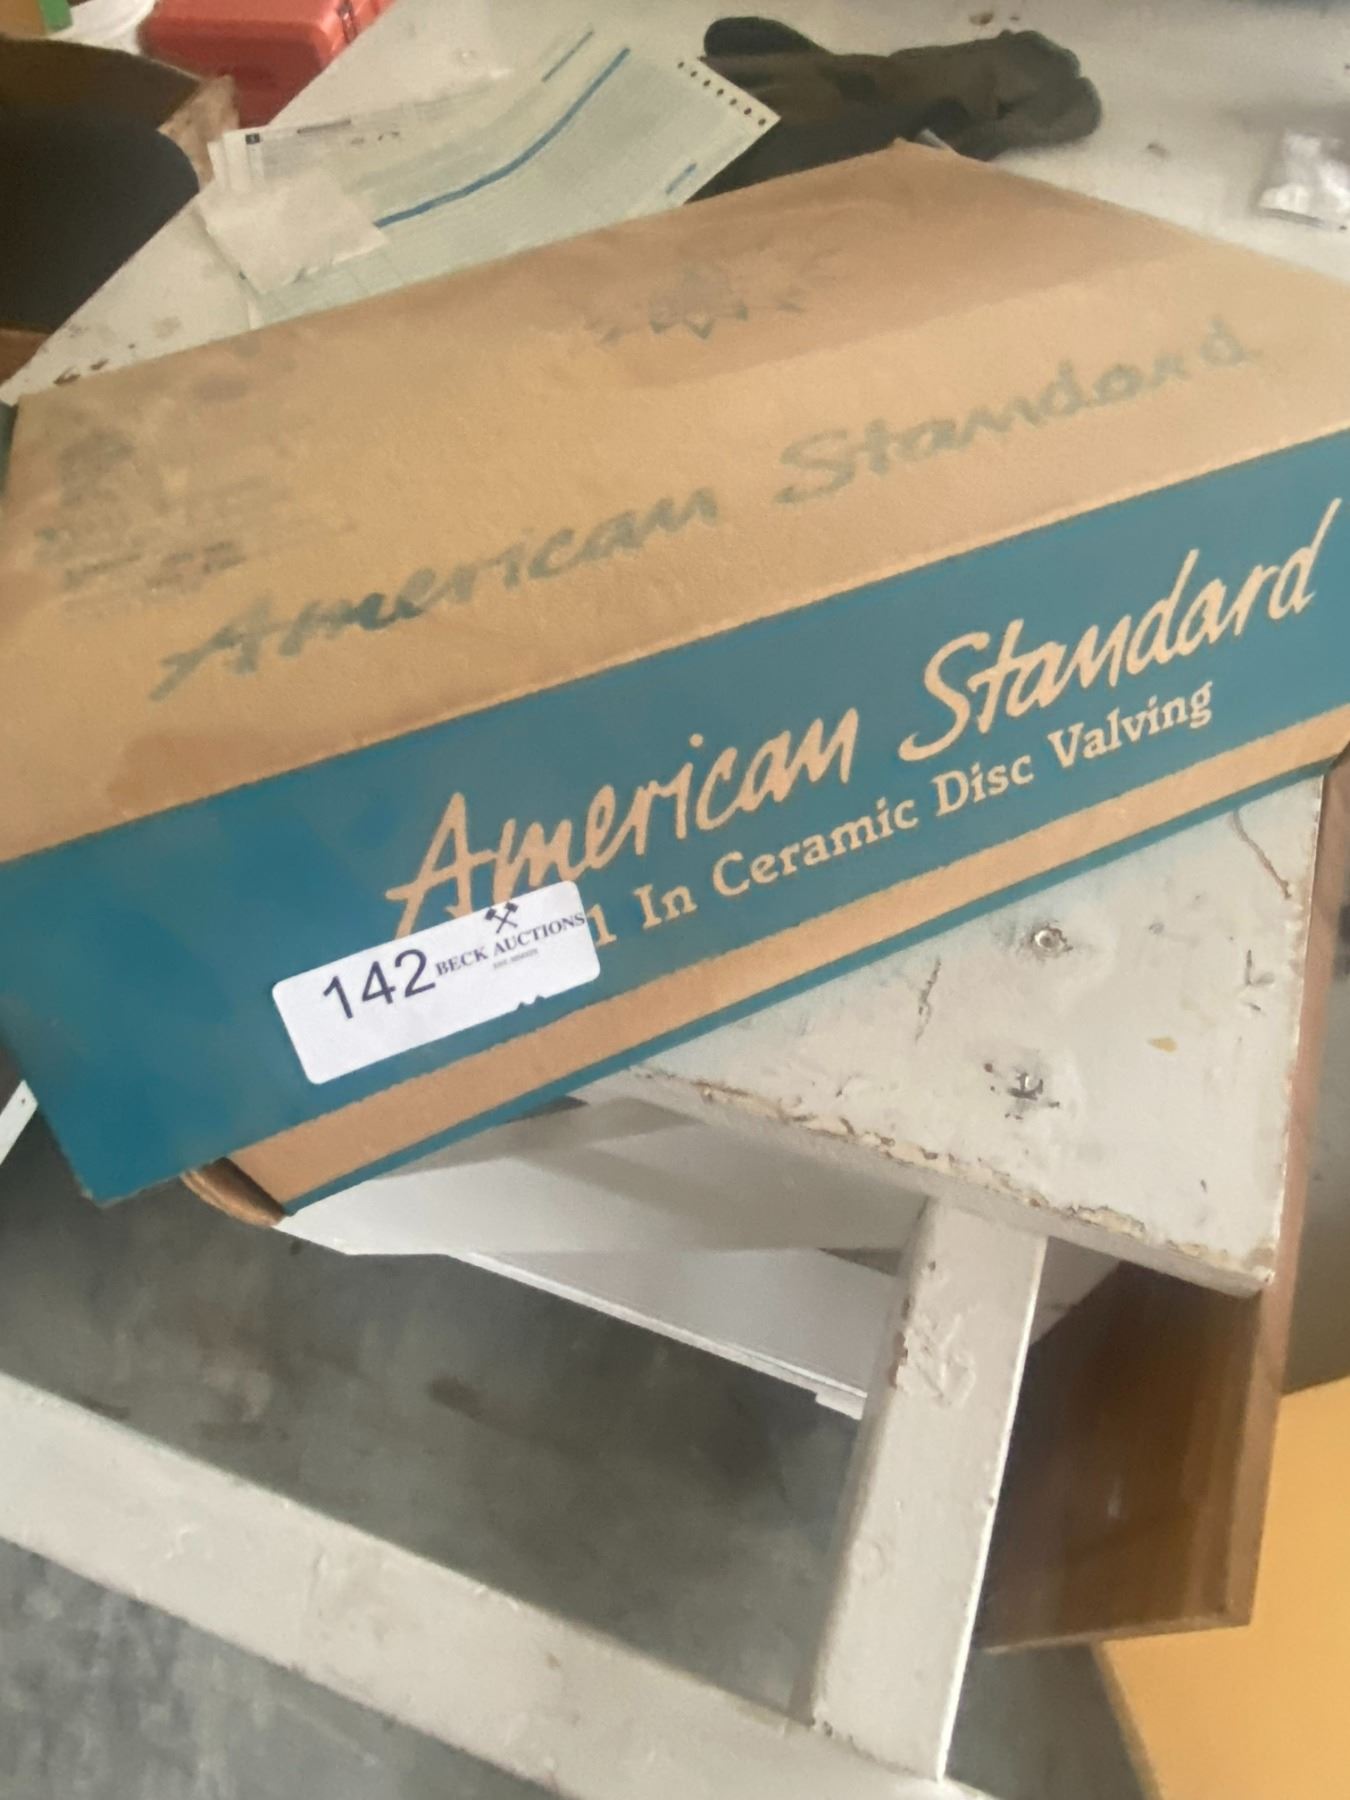 American Standard
American Standard
1 In Ceramic Disc Valving
142 BECK AUCTIONS